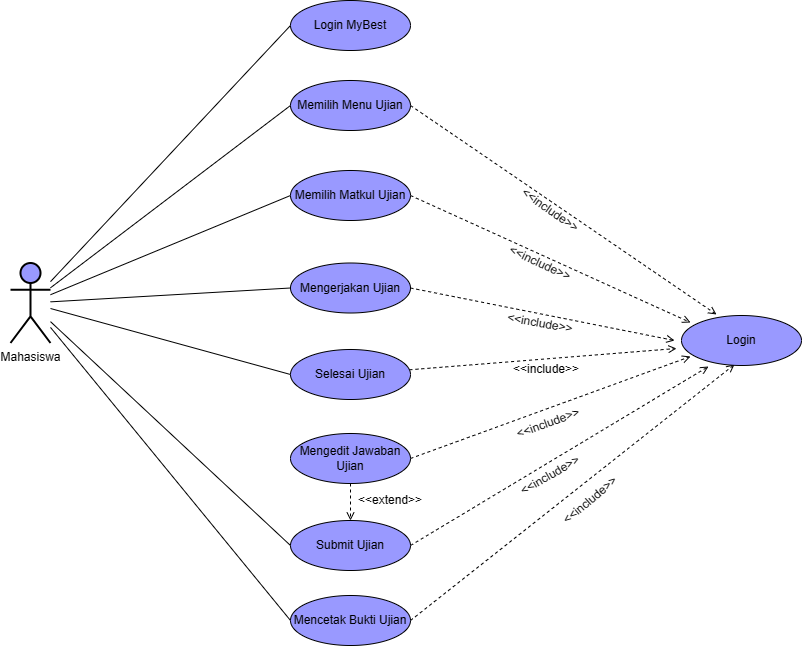 Login MyBest
Memilih Menu Ujian
<<include>>
Memilih Matkul Ujian
<<include>>
Mengerjakan Ujian
<<include>>
Mahasiswa
Login
Selesai Ujian
<<include>>
Mengedit Jawaban
Ujian
<<include>>
<<extend>>
<<include>>
Submit Ujian
<<include>>
Mencetak Bukti Ujian